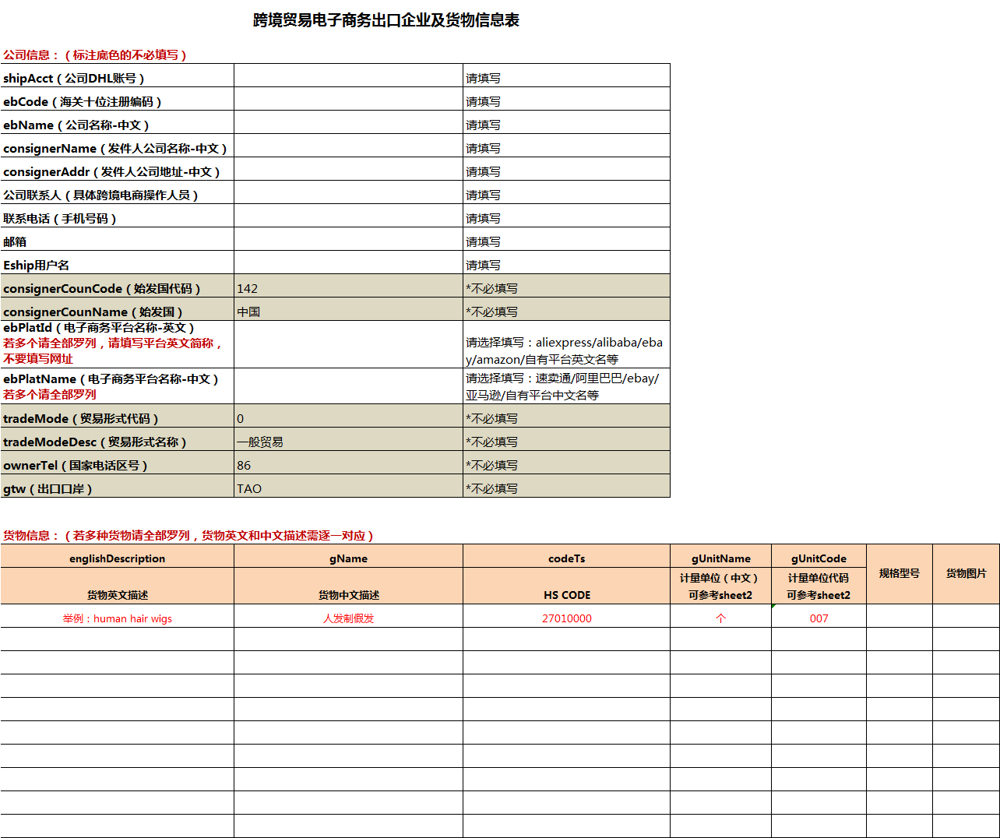 跨境贸易电子商务出口企业及货物信息表
公司信息：（标注底色的不必填写）
shipAcct（公司DHL账号） 请填写
ebCode（海关十位注册编码） 请填写
ebName（公司名称-中文） 请填写
consignerName（发件人公司名称-中文） 请填写
consignerAddr（发件人公司地址-中文） 请填写
公司联系人（具体跨境电商操作人员） 请填写
联系电话（手机号码） 请填写
邮箱 请填写
Eship用户名 请填写
consignerCounCode（始发国代码） 142 *不必填写
consignerCounName（始发国） 中国 *不必填写
ebPlatId（电子商务平台名称-英文）
若多个请全部罗列，请填写平台英文简称，
不要填写网址
请选择填写：aliexpress/alibaba/eba
y/amazon/自有平台英文名等
ebPlatName（电子商务平台名称-中文）
若多个请全部罗列
请选择填写：速卖通/阿里巴巴/ebay/
亚马逊/自有平台中文名等
tradeMode（贸易形式代码） 0 *不必填写
tradeModeDesc（贸易形式名称） 一般贸易 *不必填写
ownerTel（国家电话区号） 86 *不必填写
gtw（出口口岸） TAO *不必填写
货物信息：（若多种货物请全部罗列，货物英文和中文描述需逐一对应）
englishDescription gName codeTs gUnitName gUnitCode 规格型号 货物图片
货物英文描述 货物中文描述 HS CODE
计量单位（中文）
可参考sheet2
计量单位代码
可参考sheet2
举例：human hair wigs 人发制假发 27010000 个 007